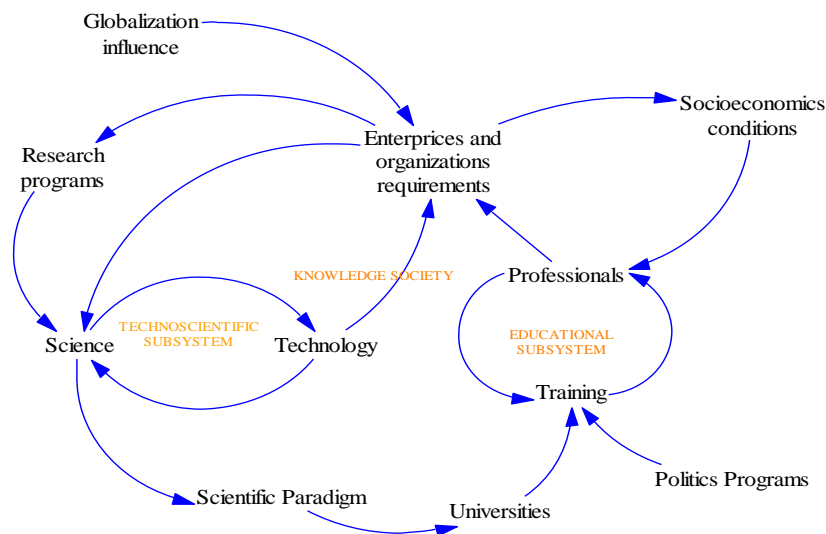 Globalization
influence
Enterprices and
organizations
requirements
Socioeconomics
conditions
Research
programs
KNOWLEDGE SOCIETY
Professionals
TECHNOSCIENTIFIC
SUBSYSTEM
Science
Technology
EDUCATIONAL
SUBSYSTEM
Training
Politics Programs
Scientific Paradigm
Universities